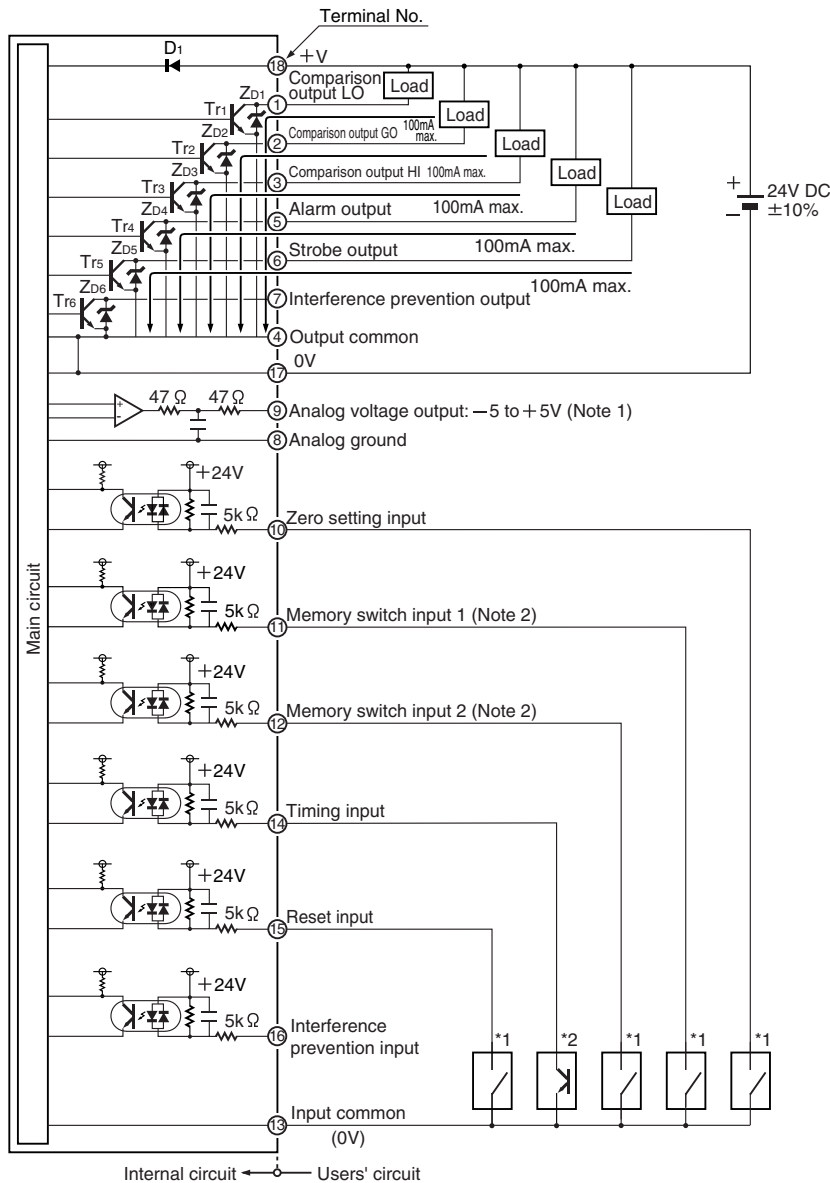 Terminal No.
D1
18 +V
Comparison
output LO
Load
ZD1
1
Tr1
Load
ZD2
2 Comparison output GO 100mA
max.
Tr2
Load
ZD3
3 Comparison output HI 100mA max.
Tr3
Load
+
24V DC
−
±10%
ZD4
5 Alarm output 100mA max.
Load
Tr4
ZD5
6 Strobe output 100mA max.
Tr5
ZD6
7 Interference prevention output 100mA max.
Tr6
4 Output common
0V
17
47 Ω 47 Ω
+
-
9 Analog voltage output: −5 to +5V (Note 1)
8 Analog ground
+24V
5k Ω
10 Zero setting input
+24V
5k Ω
11 Memory switch input 1 (Note 2)
Main circuit
+24V
5k Ω
12 Memory switch input 2 (Note 2)
+24V
5k Ω
14 Timing input
+24V
5k Ω
15 Reset input
+24V
5k Ω
16 Interference
prevention input
*1 *2 *1 *1 *1
13 Input common
(0V)
Internal circuit Users' circuit